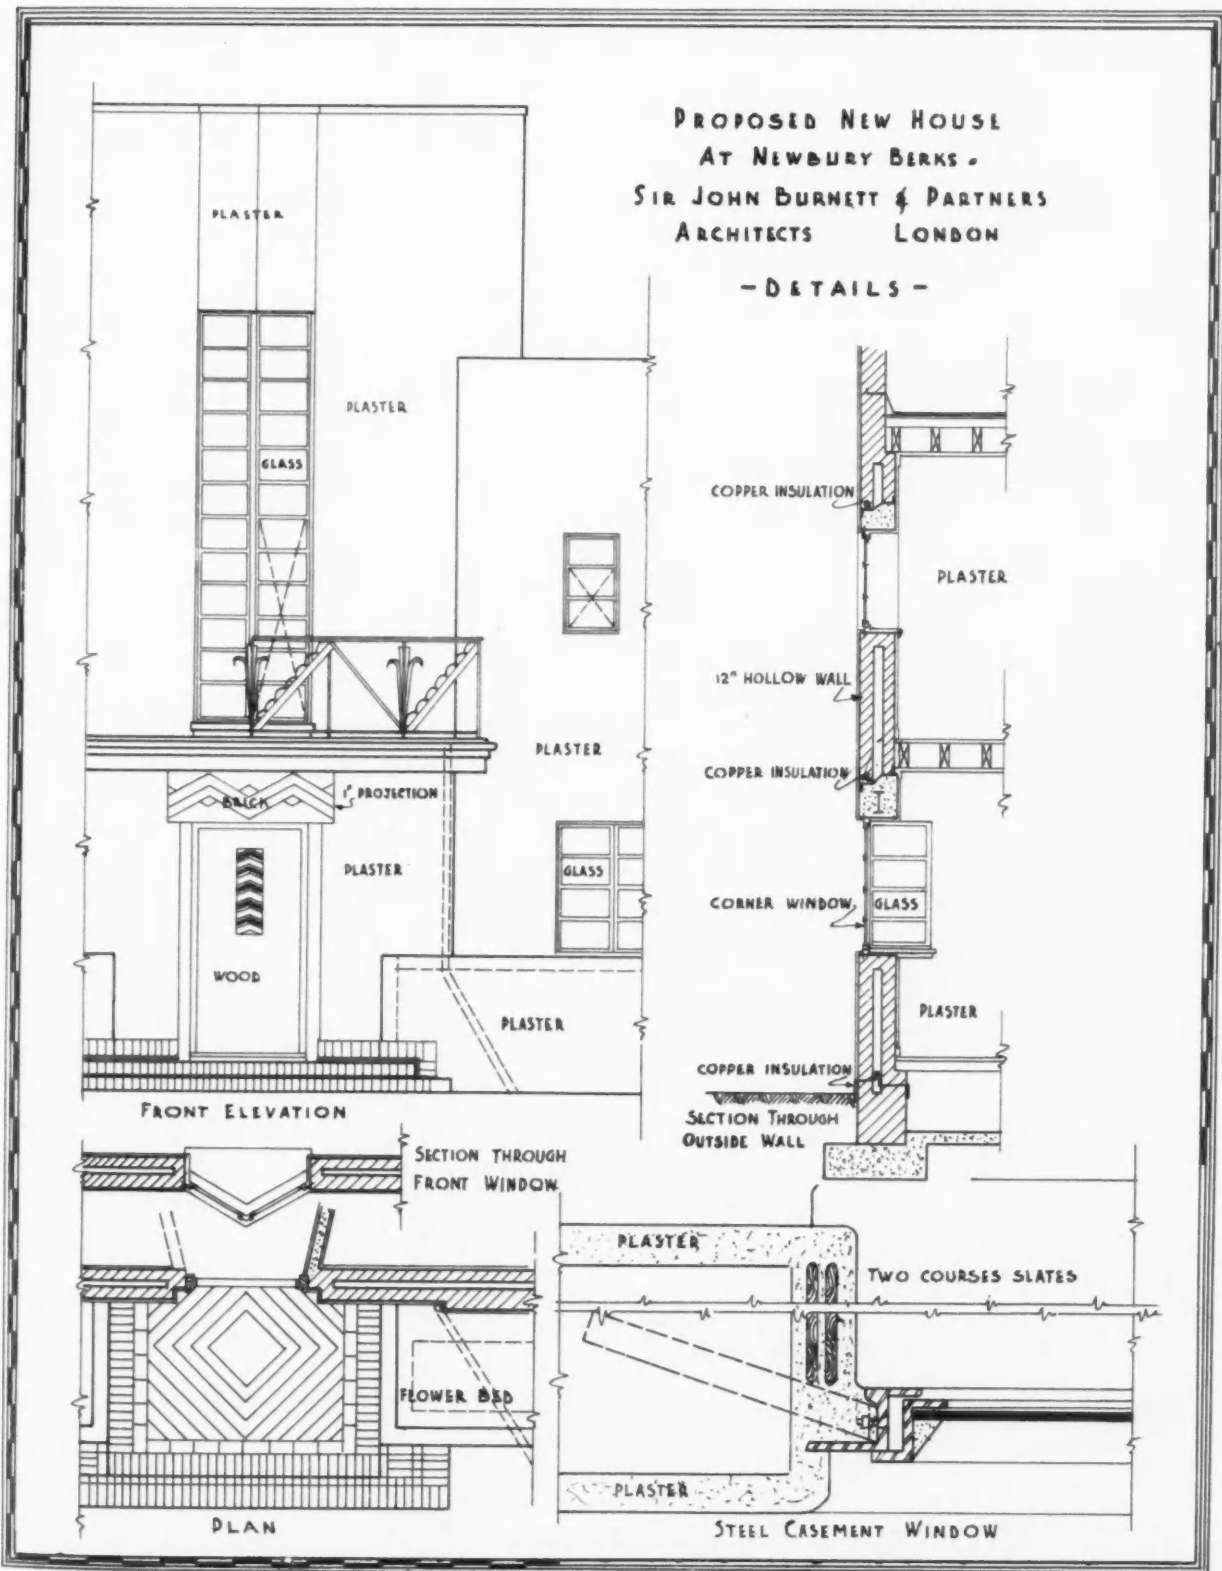 PROPOSED NEW HOUSE
AT NEWBURY BERKS.
SIR JOHN BURNETT & PARTNERS
ARCHITECTS LONDON
-DETAILS-
PLASTER
PLASTER
GLASS
PLASTER
BRICK
1" PROJECTION
PLASTER
GLASS
WOOD
PLASTER
FRONT ELEVATION
COPPER INSULATION
PLASTER
12" HOLLOW WALL
COPPER INSULATION
CORNER WINDOW
GLASS
PLASTER
COPPER INSULATION
SECTION THROUGH
OUTSIDE WALL
SECTION THROUGH
FRONT WINDOW
FLOWER BED
PLAN
PLASTER
TWO COURSES SLATES
PLASTER
STEEL CASEMENT WINDOW